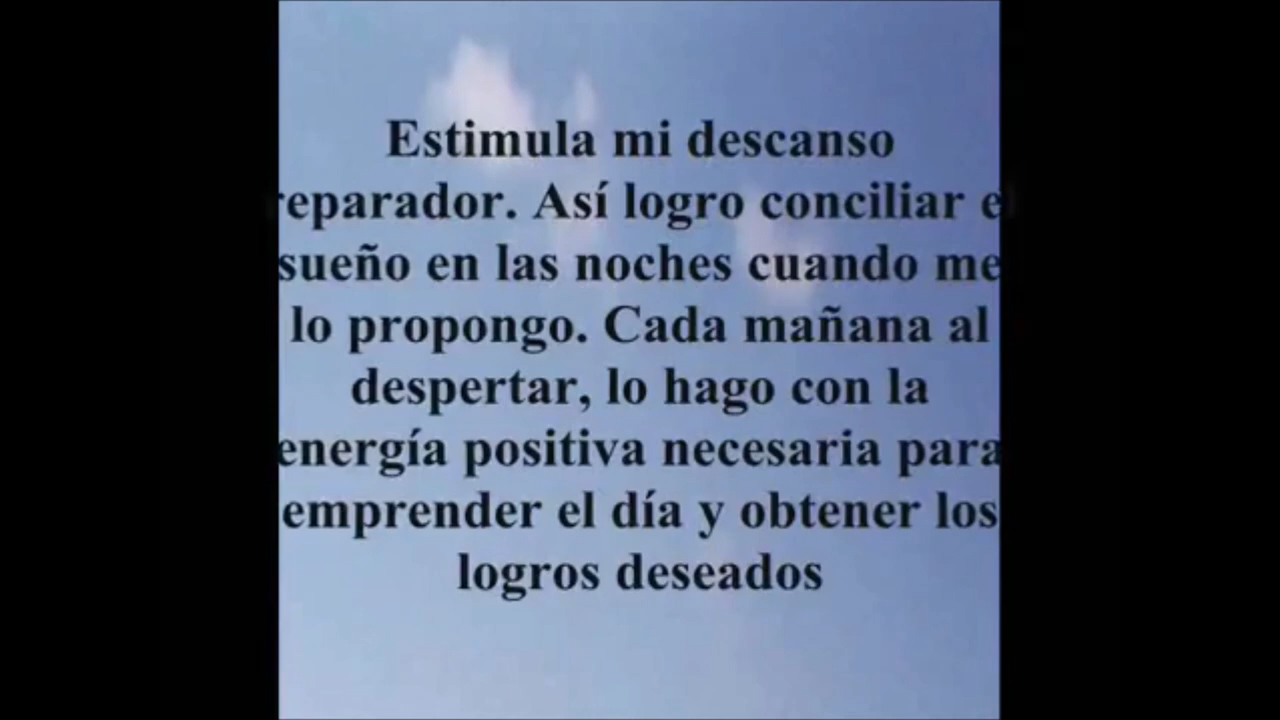 Estimula mi descanso
reparador. Así logro conciliar el
sueño en las noches cuando me
lo propongo. Cada mañana al
despertar, lo hago con la
energía positiva necesaria para
emprender el día y obtener los
logros deseados